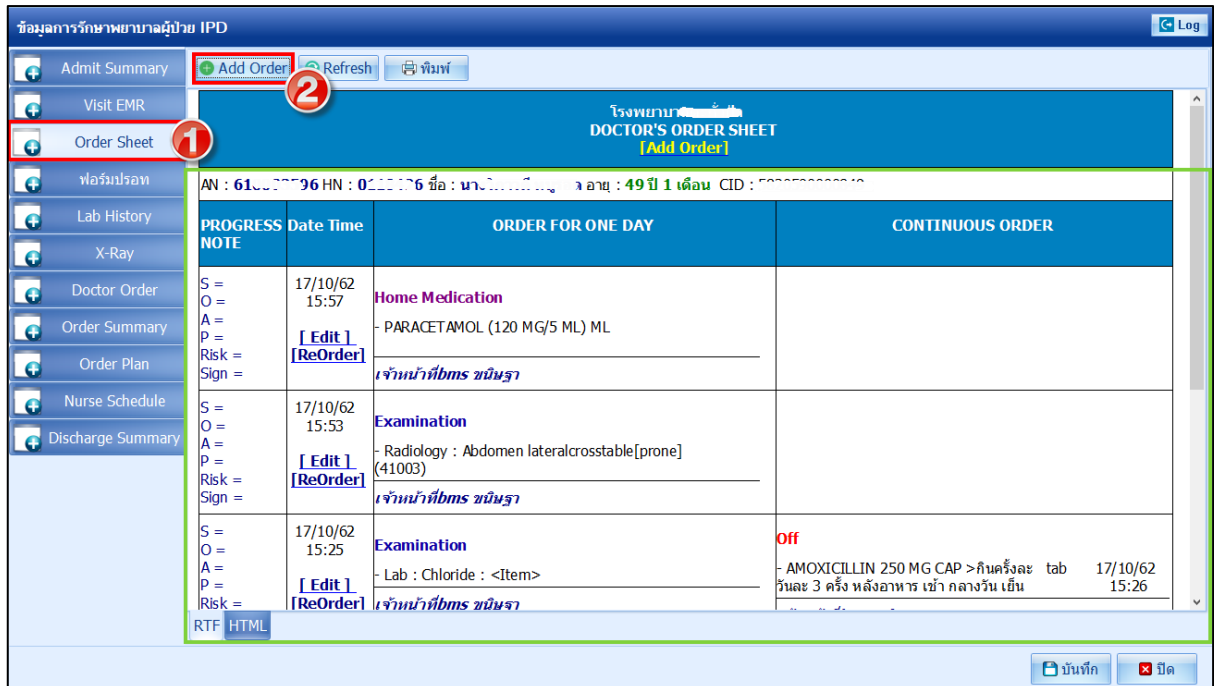 ข้อมูลการรักษาพยาบาลผู้ป่วย IPD
Log
Admit Summary
Visit EMR
Order Sheet
ฟอร์มปรอท
Lab History
X-Ray
Doctor Order
Order Summary
Order Plan
Nurse Schedule
Discharge Summary
1
Add Order Refresh พิมพ์
2
DOCTOR'S ORDER SHEET
[Add Order]
AN : HN : ชื่อ : อายุ : 49 ปี 1 เดือน CID :
PROGRESS NOTE Date Time ORDER FOR ONE DAY CONTINUOUS ORDER
S =
O =
A =
P =
Risk =
Sign =
17/10/62
15:57
[ Edit ]
[ReOrder]
Home Medication
- PARACETAMOL (120 MG/5 ML) ML
เจ้าหน้าที่bms ขนิษฐา
S =
O =
A =
P =
Risk =
Sign =
17/10/62
15:53
[ Edit ]
[ReOrder]
Examination
- Radiology : Abdomen lateralcrosstable[prone]
(41003)
เจ้าหน้าที่bms ขนิษฐา
S =
O =
A =
P =
Risk =
17/10/62
15:25
[ Edit ]
[ReOrder]
Examination
- Lab : Chloride : <Item>
เจ้าหน้าที่bms ขนิษฐา
Off
- AMOXICILLIN 250 MG CAP >กินครั้งละ tab 17/10/62
วันละ 3 ครั้ง หลังอาหาร เช้า กลางวัน เย็น 15:26
RTF HTML
บันทึก ปิด